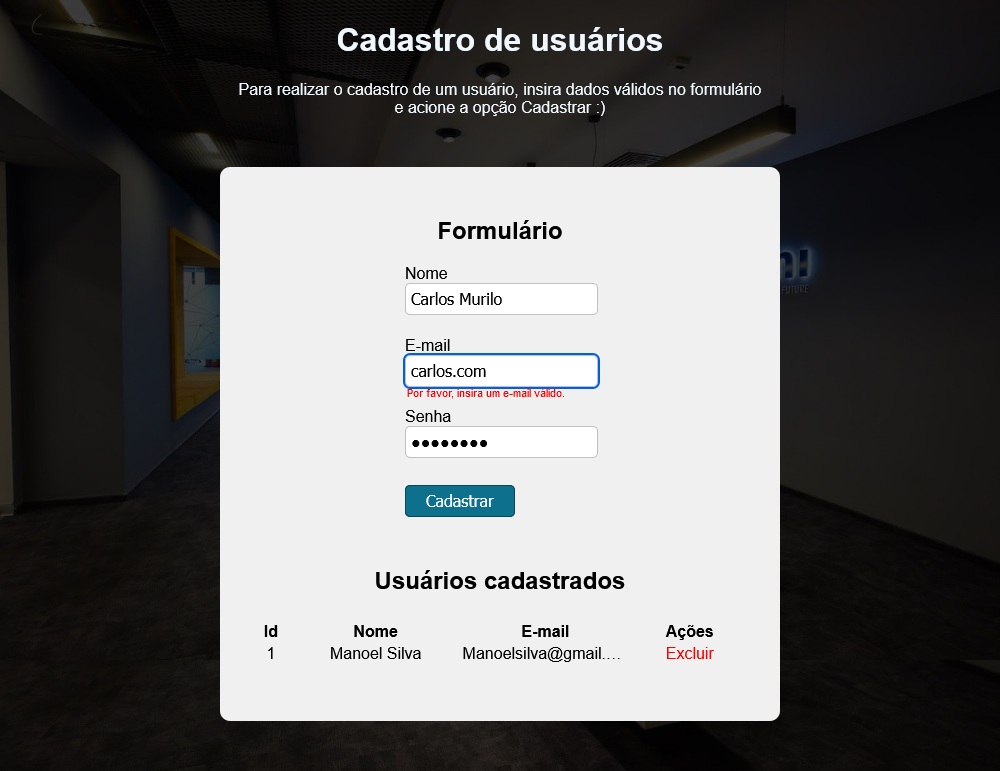 Cadastro de usuários
Para realizar o cadastro de um usuário, insira dados válidos no formulário
e acione a opção Cadastrar :)
Formulário
Nome
Carlos Murilo
E-mail
carlos.com
Por favor, insira um e-mail válido.
Senha
●●●●●●●●
Cadastrar
Usuários cadastrados
Id Nome E-mail Ações
1 Manoel Silva Manoelsilva@gmail.… Excluir